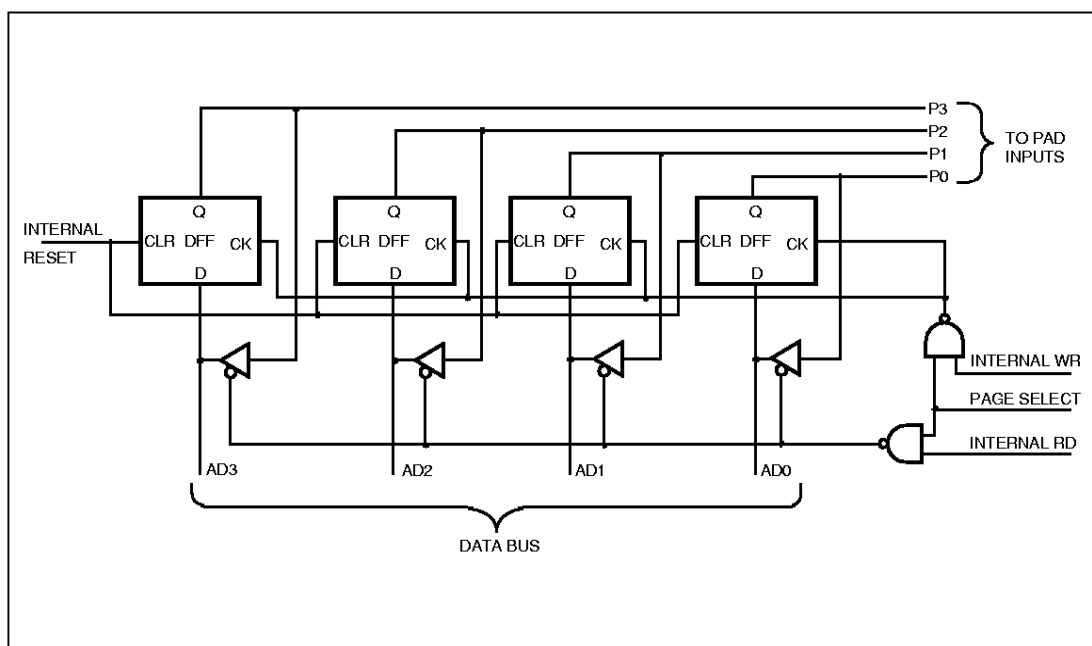 P3
P2
P1
P0
TO PAD
INPUTS
INTERNAL
RESET
Q
CLR DFF CK
D
Q
CLR DFF CK
D
Q
CLR DFF CK
D
Q
CLR DFF CK
D
INTERNAL WR
PAGE SELECT
INTERNAL RD
AD3
AD2
AD1
AD0
DATA BUS